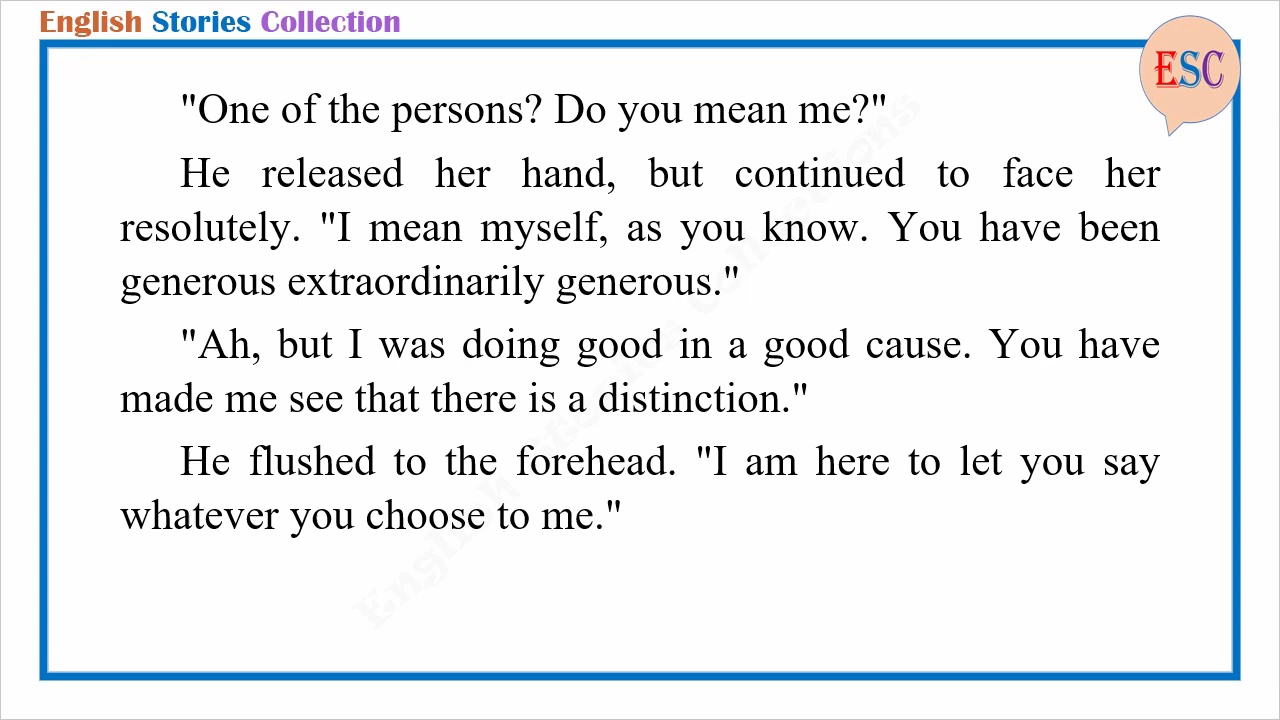 English Stories Collection
ESC
"One of the persons? Do you mean me?"
He released her hand, but continued to face her
resolutely. "I mean myself, as you know. You have been
generous extraordinarily generous."
"Ah, but I was doing good in a good cause. You have
made me see that there is a distinction."
He flushed to the forehead. "I am here to let you say
whatever you choose to me."
English Stories Collections